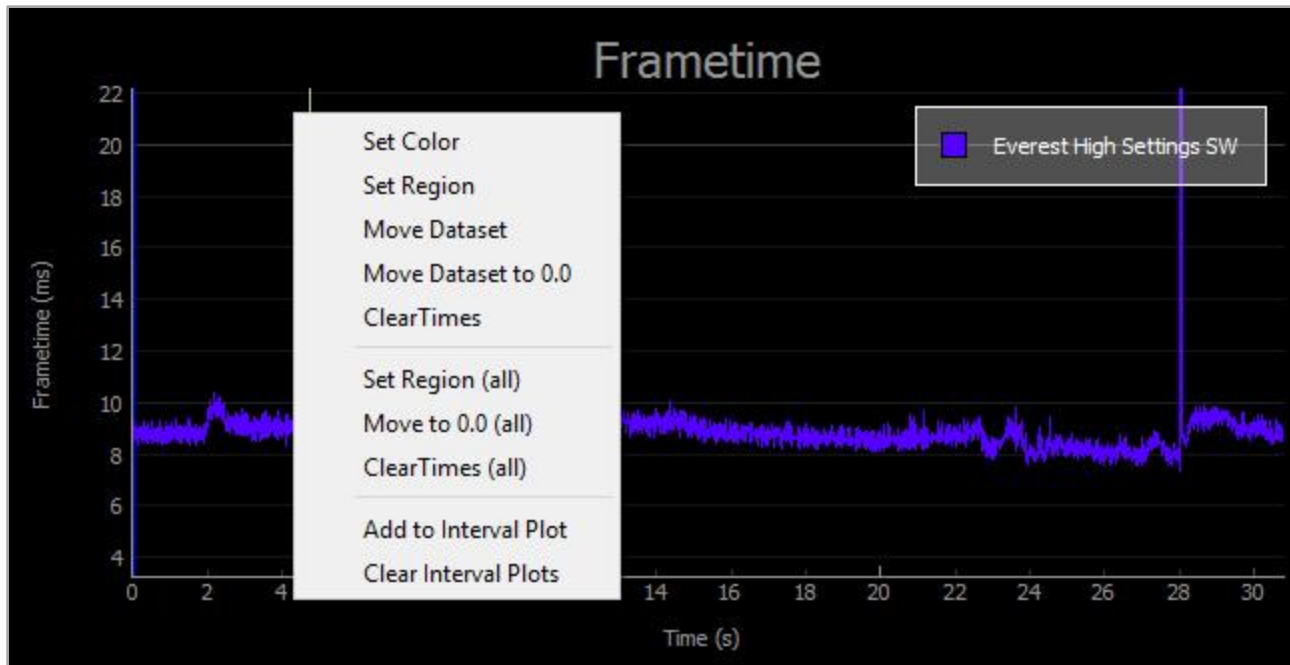 Frametime
22
20
18
16
14
12
10
8
6
4
Frametime (ms)
Everest High Settings SW
Set Color
Set Region
Move Dataset
Move Dataset to 0.0
ClearTimes
Set Region (all)
Move to 0.0 (all)
ClearTimes (all)
Add to Interval Plot
Clear Interval Plots
0 2 4 14 16 18 20 22 24 26 28 30
Time (s)